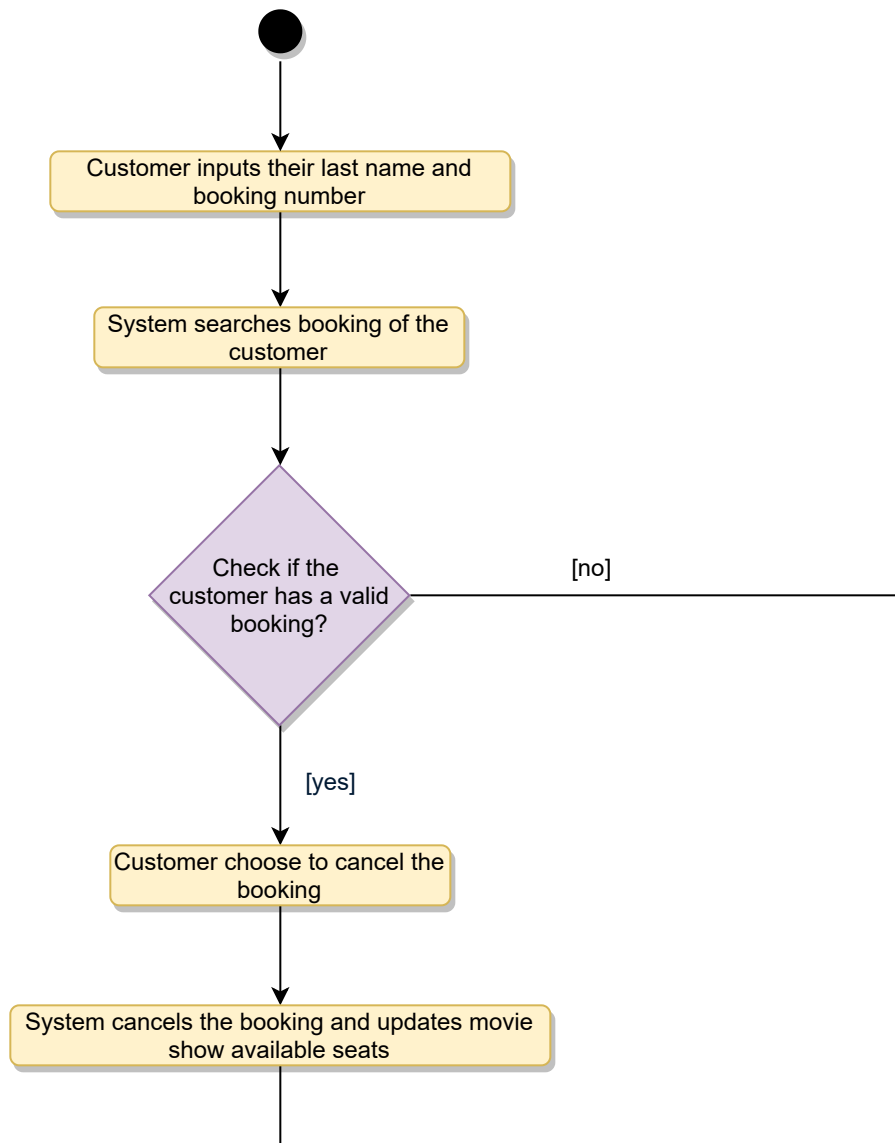 Customer inputs their last name and
booking number
System searches booking of the
customer
Check if the
customer has a valid
booking?
[no]
[yes]
Customer choose to cancel the
booking
System cancels the booking and updates movie
show available seats